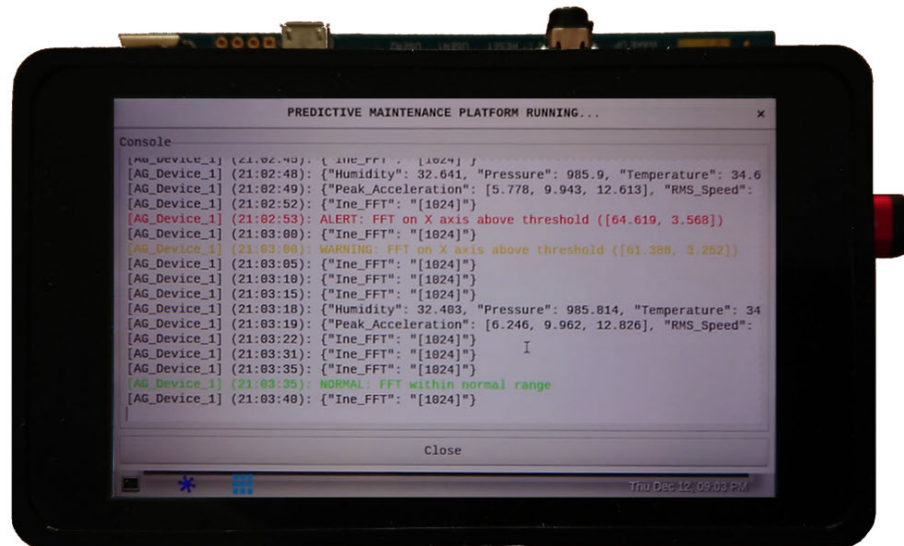 PREDICTIVE MAINTENANCE PLATFORM RUNNING... ×
Console
[AG_Device_1] (21:02:45): {"Ine_FFT": "[1024]"}
[AG_Device_1] (21:02:48): {"Humidity": 32.641, "Pressure": 985.9, "Temperature": 34.6
[AG_Device_1] (21:02:49): {"Peak_Acceleration": [5.778, 9.943, 12.613], "RMS_Speed":
[AG_Device_1] (21:02:52): {"Ine_FFT": "[1024]"}
[AG_Device_1] (21:02:53): ALERT: FFT on X axis above threshold ([64.619, 3.568])
[AG_Device_1] (21:03:00): {"Ine_FFT": "[1024]"}
[AG_Device_1] (21:03:00): WARNING: FFT on X axis above threshold ([61.388, 3.252])
[AG_Device_1] (21:03:05): {"Ine_FFT": "[1024]"}
[AG_Device_1] (21:03:10): {"Ine_FFT": "[1024]"}
[AG_Device_1] (21:03:15): {"Ine_FFT": "[1024]"}
[AG_Device_1] (21:03:18): {"Humidity": 32.403, "Pressure": 985.814, "Temperature": 34
[AG_Device_1] (21:03:19): {"Peak_Acceleration": [6.246, 9.962, 12.826], "RMS_Speed":
[AG_Device_1] (21:03:22): {"Ine_FFT": "[1024]"}
[AG_Device_1] (21:03:31): {"Ine_FFT": "[1024]"}
[AG_Device_1] (21:03:35): {"Ine_FFT": "[1024]"}
[AG_Device_1] (21:03:35): NORMAL: FFT within normal range
[AG_Device_1] (21:03:40): {"Ine_FFT": "[1024]"}
Close
Thu Dec 12, 09:03 PM